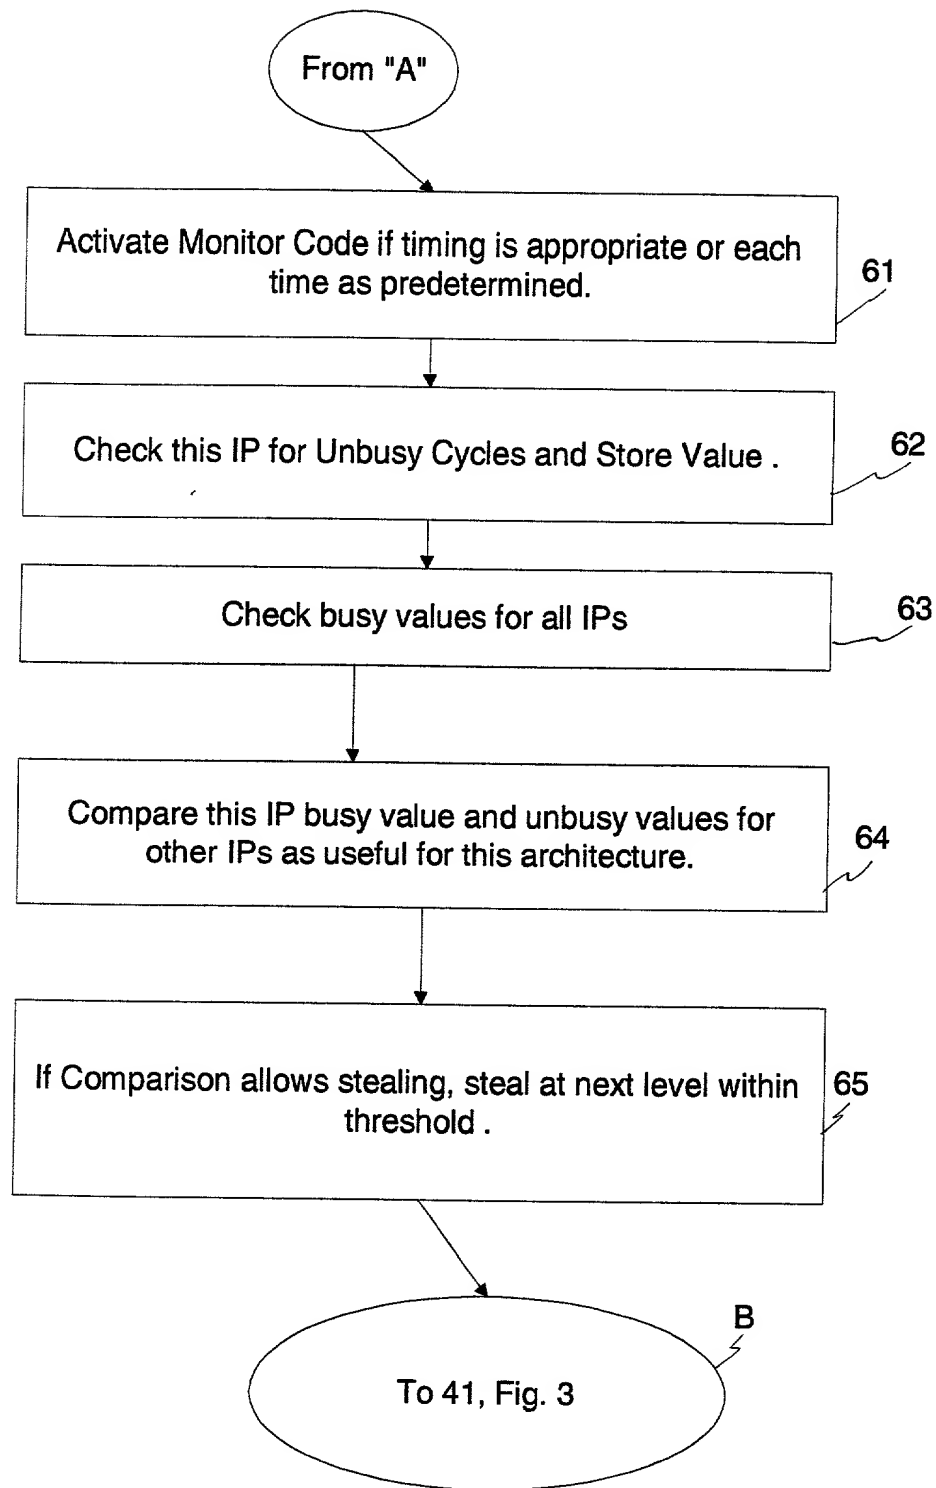 From "A"
Activate Monitor Code if timing is appropriate or each
time as predetermined.
61
Check this IP for Unbusy Cycles and Store Value .
62
Check busy values for all IPs
63
Compare this IP busy value and unbusy values for
other IPs as useful for this architecture.
64
If Comparison allows stealing, steal at next level within
threshold .
65
B
To 41, Fig. 3